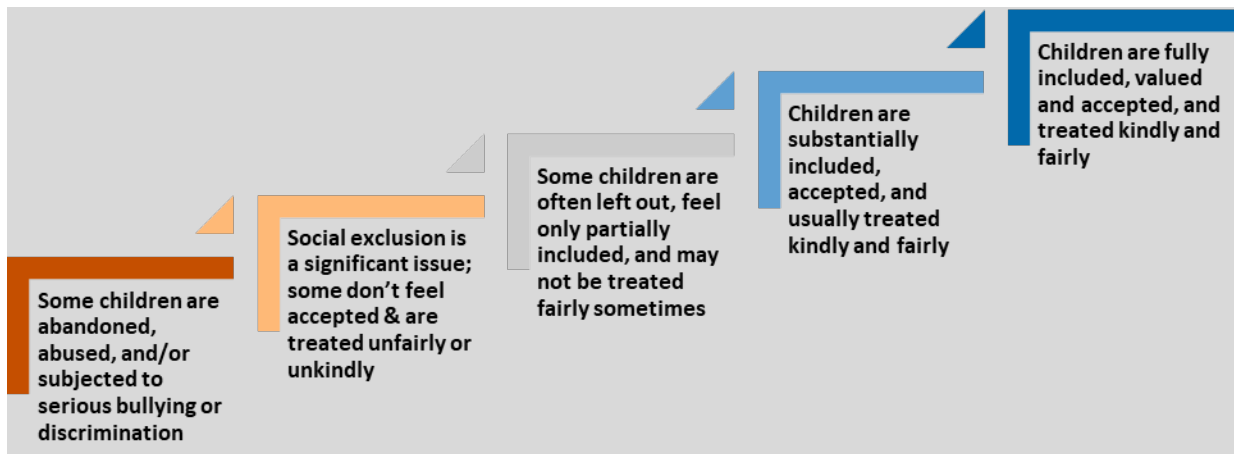 Some children are
abandoned,
abused, and/or
subjected to
serious bullying or
discrimination
Social exclusion is
a significant issue;
some don’t feel
accepted & are
treated unfairly or
unkindly
Some children are
often left out, feel
only partially
included, and may
not be treated
fairly sometimes
Children are
substantially
included,
accepted, and
usually treated
kindly and fairly
Children are fully
included, valued
and accepted, and
treated kindly and
fairly